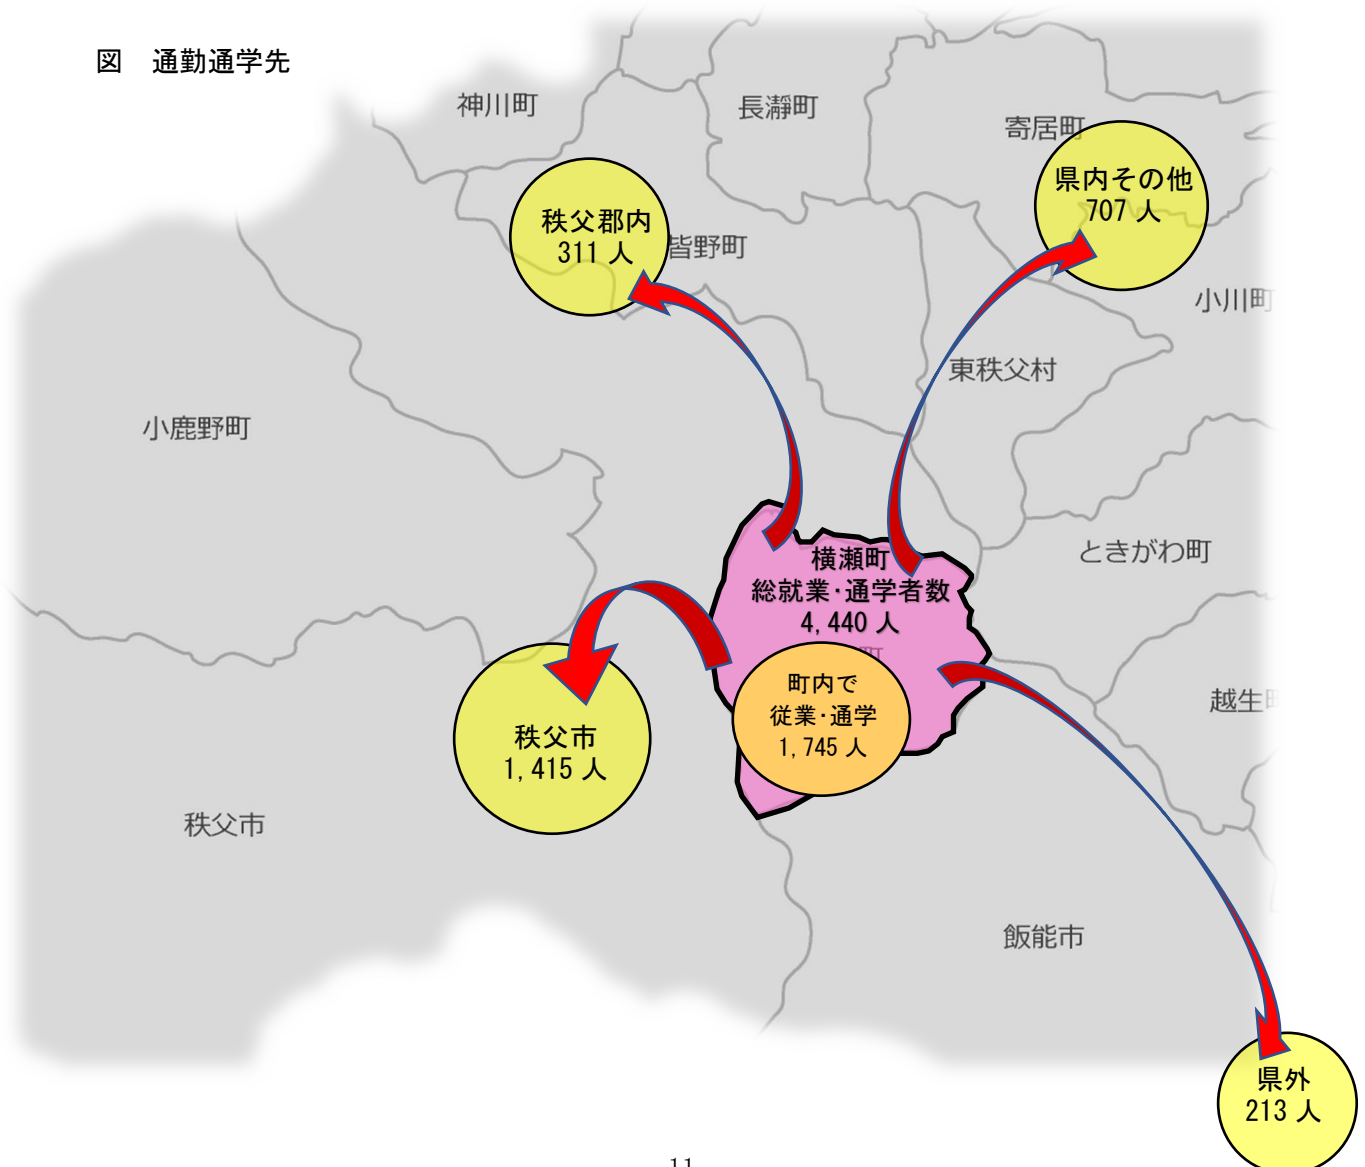 図　通勤通学先
神川町
長瀞町
寄居町
県内その他
707 人
秩父郡内
311 人
皆野町
小川町
東秩父村
小鹿野町
ときがわ町
横瀬町
総就業・通学者数
4,440 人
町
町内で
従業・通学
1,745 人
越生町
秩父市
1,415 人
秩父市
飯能市
県外
213 人
11